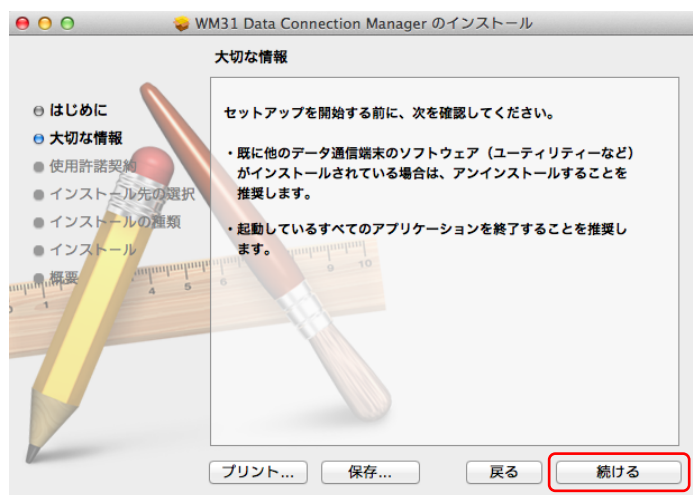 WM31 Data Connection Manager のインストール
大切な情報
はじめに
大切な情報
使用許諾契約
インストール先の選択
インストールの種類
インストール
概要
セットアップを開始する前に、次を確認してください。
・既に他のデータ通信端末のソフトウェア（ユーティリティーなど）
がインストールされている場合は、アンインストールすることを
推奨します。
・起動しているすべてのアプリケーションを終了することを推奨し
ます。
1 4 5 6 9 10
プリント... 保存... 戻る 続ける